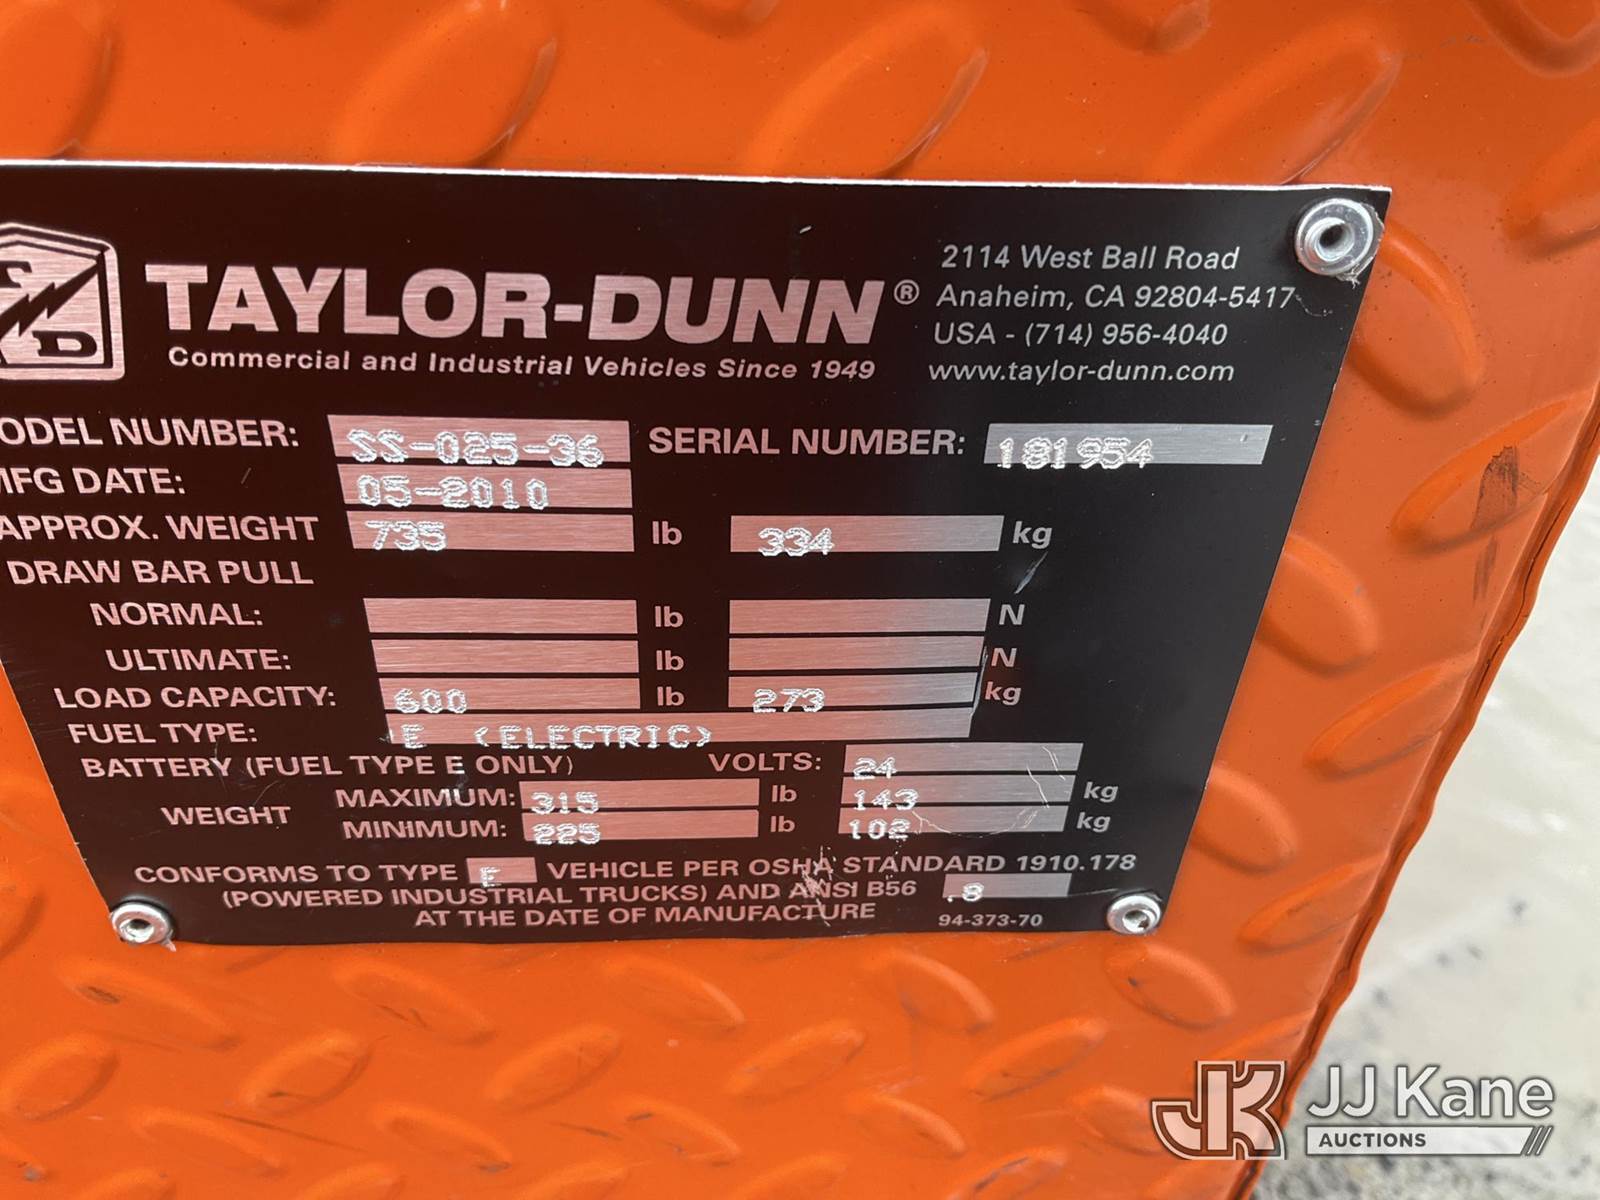 TAYLOR-DUNN®
Commercial and Industrial Vehicles Since 1949
2114 West Ball Road
Anaheim, CA 92804-5417
USA - (714) 956-4040
www.taylor-dunn.com
T D
ODEL NUMBER: SS-025-36 SERIAL NUMBER: 181954
MFG DATE: 05-2010
APPROX. WEIGHT 735 lb 334 kg
DRAW BAR PULL
NORMAL: lb N
ULTIMATE: lb N
LOAD CAPACITY: 600 lb 273 kg
FUEL TYPE: E (ELECTRIC)
BATTERY (FUEL TYPE E ONLY) VOLTS: 24
WEIGHT
MAXIMUM: 315 lb 143 kg
MINIMUM: 225 lb 102 kg
CONFORMS TO TYPE E VEHICLE PER OSHA STANDARD 1910.178
(POWERED INDUSTRIAL TRUCKS) AND ANSI B56 .8
AT THE DATE OF MANUFACTURE 94-373-70
JK JJ Kane
AUCTIONS